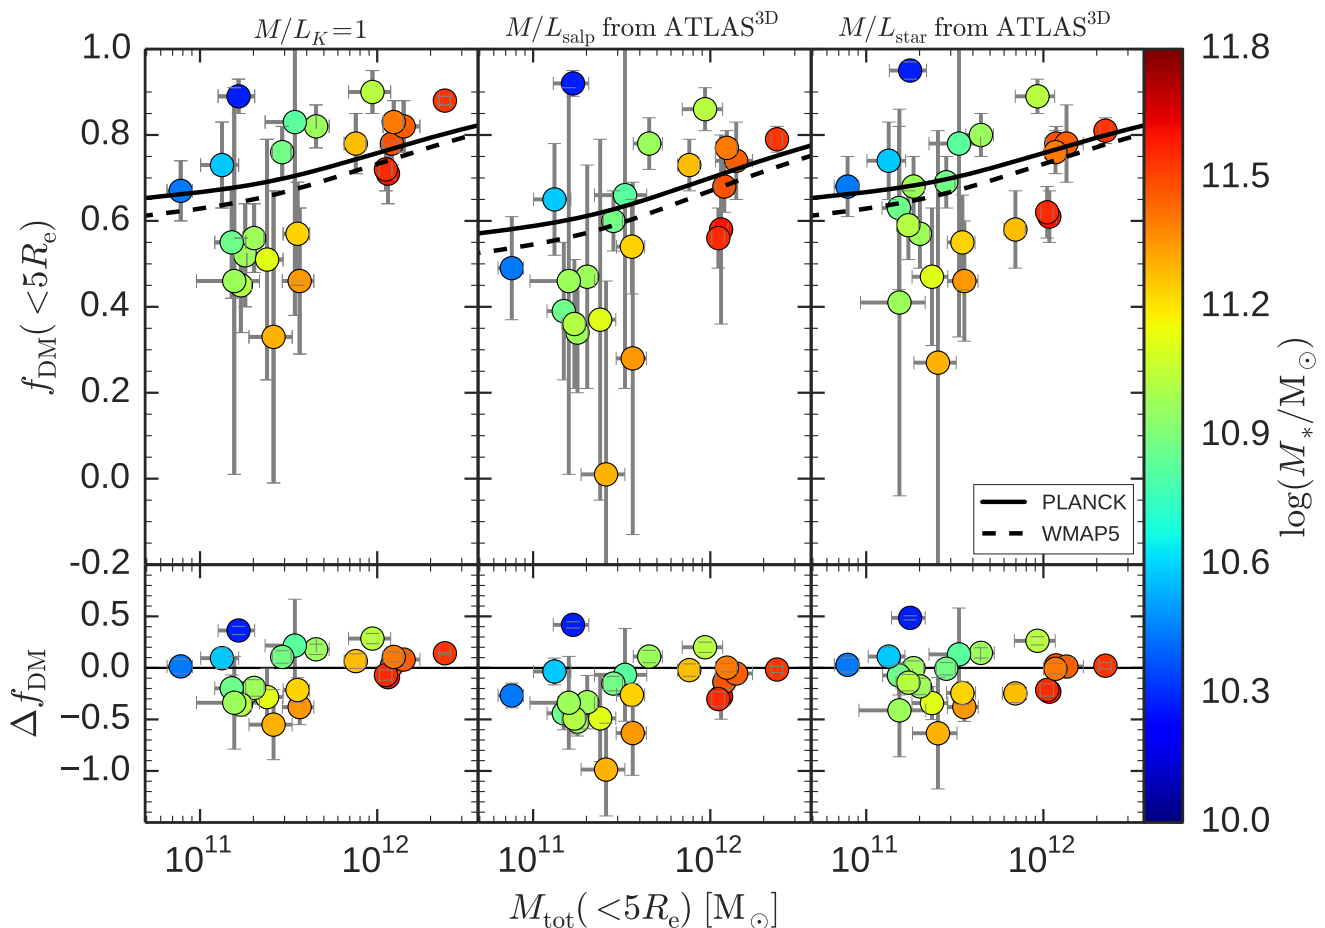 M/L_K=1
M/L_salp from ATLAS^3D
M/L_star from ATLAS^3D
1.0
0.8
0.6
0.4
0.2
0.0
-0.2
f_DM(<5R_e)
PLANCK
WMAP5
0.5
0.0
−0.5
−1.0
Δf_DM
10^11
10^12
10^11
10^12
10^11
10^12
M_tot(<5R_e) [M_⊙]
11.8
11.5
11.2
10.9
10.6
10.3
10.0
log(M_*/M_⊙)